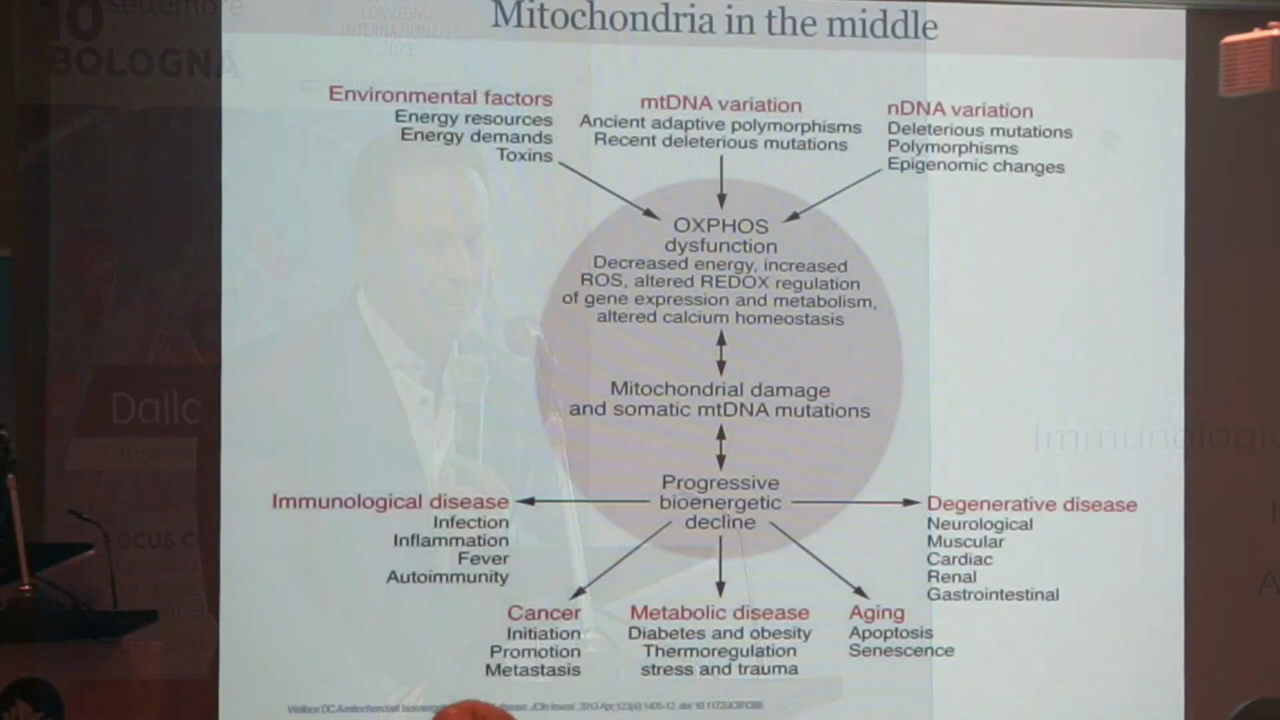 Mitochondria in the middle
settembre
BOLOGNA
CONVEGNO
INTERNAZIONALE
2023
Environmental factors
Energy resources
Energy demands
Toxins
mtDNA variation
Ancient adaptive polymorphisms
Recent deleterious mutations
nDNA variation
Deleterious mutations
Polymorphisms
Epigenomic changes
OXPHOS
dysfunction
Decreased energy, increased
ROS, altered REDOX regulation
of gene expression and metabolism,
altered calcium homeostasis
Mitochondrial damage
and somatic mtDNA mutations
Progressive
bioenergetic
decline
Immunological disease
Infection
Inflammation
Fever
Autoimmunity
Degenerative disease
Neurological
Muscular
Cardiac
Renal
Gastrointestinal
Cancer
Initiation
Promotion
Metastasis
Metabolic disease
Diabetes and obesity
Thermoregulation
stress and trauma
Aging
Apoptosis
Senescence